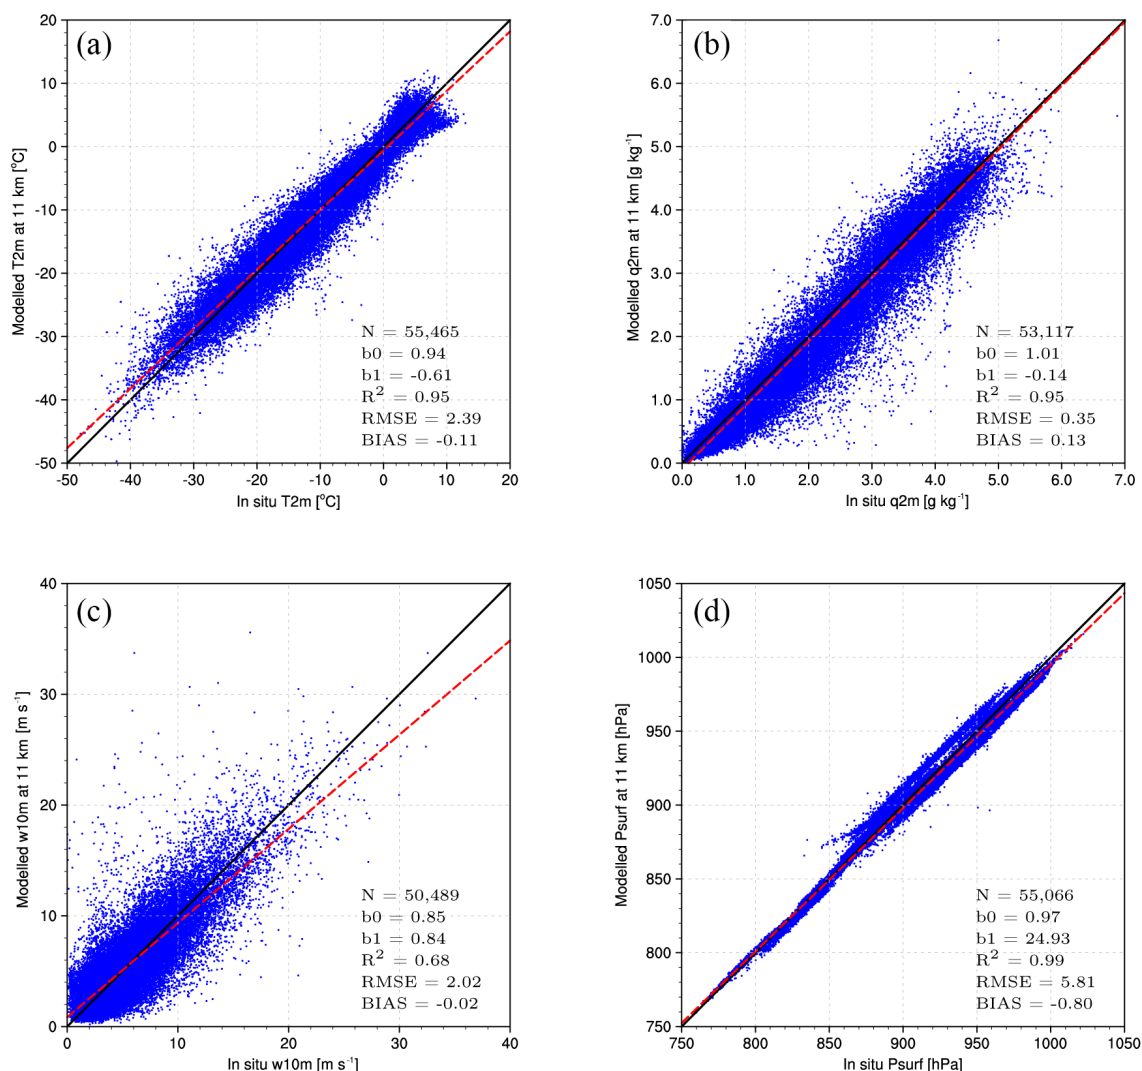 (a)
20
10
0
-10
-20
-30
-40
-50
Modelled T2m at 11 km [°C]
N = 55,465
b0 = 0.94
b1 = -0.61
R² = 0.95
RMSE = 2.39
BIAS = -0.11
-50 -40 -30 -20 -10 0 10 20
In situ T2m [°C]
(b)
7.0
6.0
5.0
4.0
3.0
2.0
1.0
0.0
Modelled q2m at 11 km [g kg⁻¹]
N = 53,117
b0 = 1.01
b1 = -0.14
R² = 0.95
RMSE = 0.35
BIAS = 0.13
0.0 1.0 2.0 3.0 4.0 5.0 6.0 7.0
In situ q2m [g kg⁻¹]
(c)
40
30
20
10
0
Modelled w10m at 11 km [m s⁻¹]
N = 50,489
b0 = 0.85
b1 = 0.84
R² = 0.68
RMSE = 2.02
BIAS = -0.02
0 10 20 30 40
In situ w10m [m s⁻¹]
(d)
1050
1000
950
900
850
800
750
Modelled Psurf at 11 km [hPa]
N = 55,066
b0 = 0.97
b1 = 24.93
R² = 0.99
RMSE = 5.81
BIAS = -0.80
750 800 850 900 950 1000 1050
In situ Psurf [hPa]